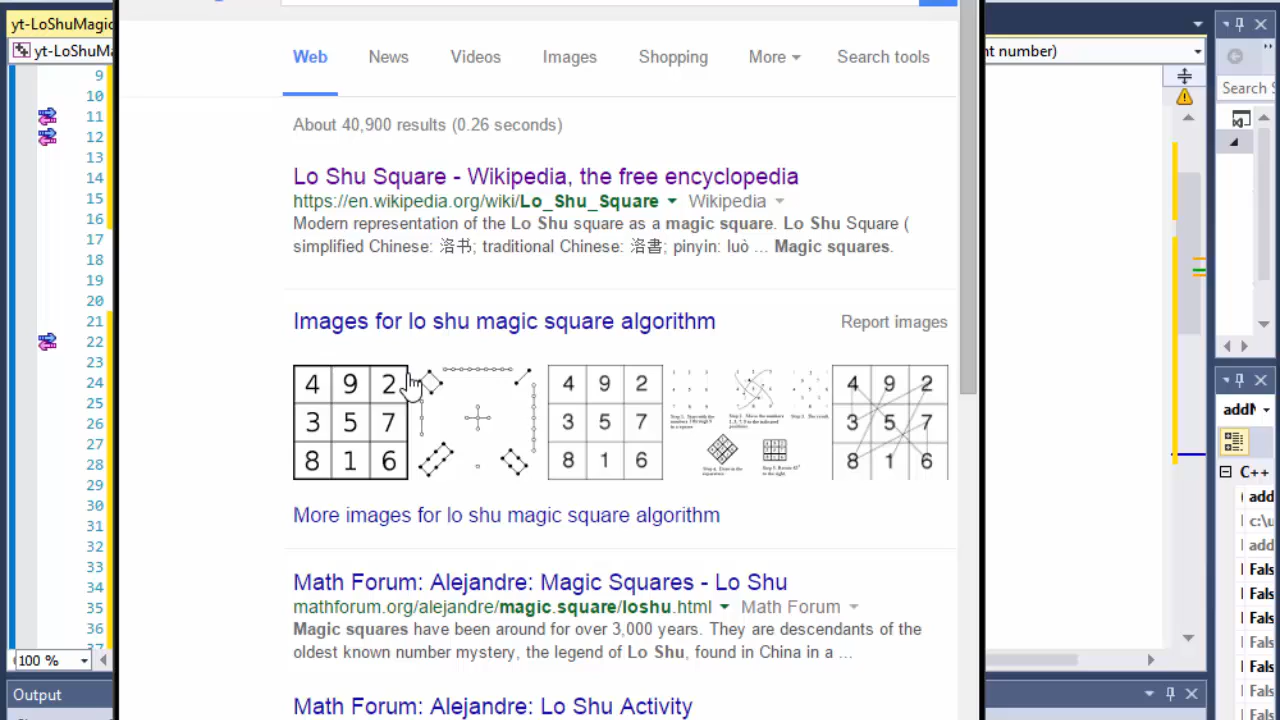 yt-LoShuMagic
yt-LoShuM
nt number)
Search S
Web News Videos Images Shopping More Search tools
About 40,900 results (0.26 seconds)
Lo Shu Square - Wikipedia, the free encyclopedia
https://en.wikipedia.org/wiki/Lo_Shu_Square Wikipedia
Modern representation of the Lo Shu square as a magic square. Lo Shu Square (
simplified Chinese: 洛书; traditional Chinese: 洛書; pinyin: luò ... Magic squares.
Images for lo shu magic square algorithm Report images
4 9 2
3 5 7
8 1 6
4 9 2
3 5 7
8 1 6
4 9 2
3 5 7
8 1 6
More images for lo shu magic square algorithm
Math Forum: Alejandre: Magic Squares - Lo Shu
mathforum.org/alejandre/magic.square/loshu.html Math Forum
Magic squares have been around for over 3,000 years. They are descendants of the
oldest known number mystery, the legend of Lo Shu, found in China in a ...
Math Forum: Alejandre: Lo Shu Activity
9
10
11
12
13
14
15
16
17
18
19
20
21
22
23
24
25
26
27
28
29
30
31
32
33
34
35
36
37
100 %
Output
addN
C++
( add
c:\u
add
Fals
Fals
Fals
Fals
Fals
Fals
Fals